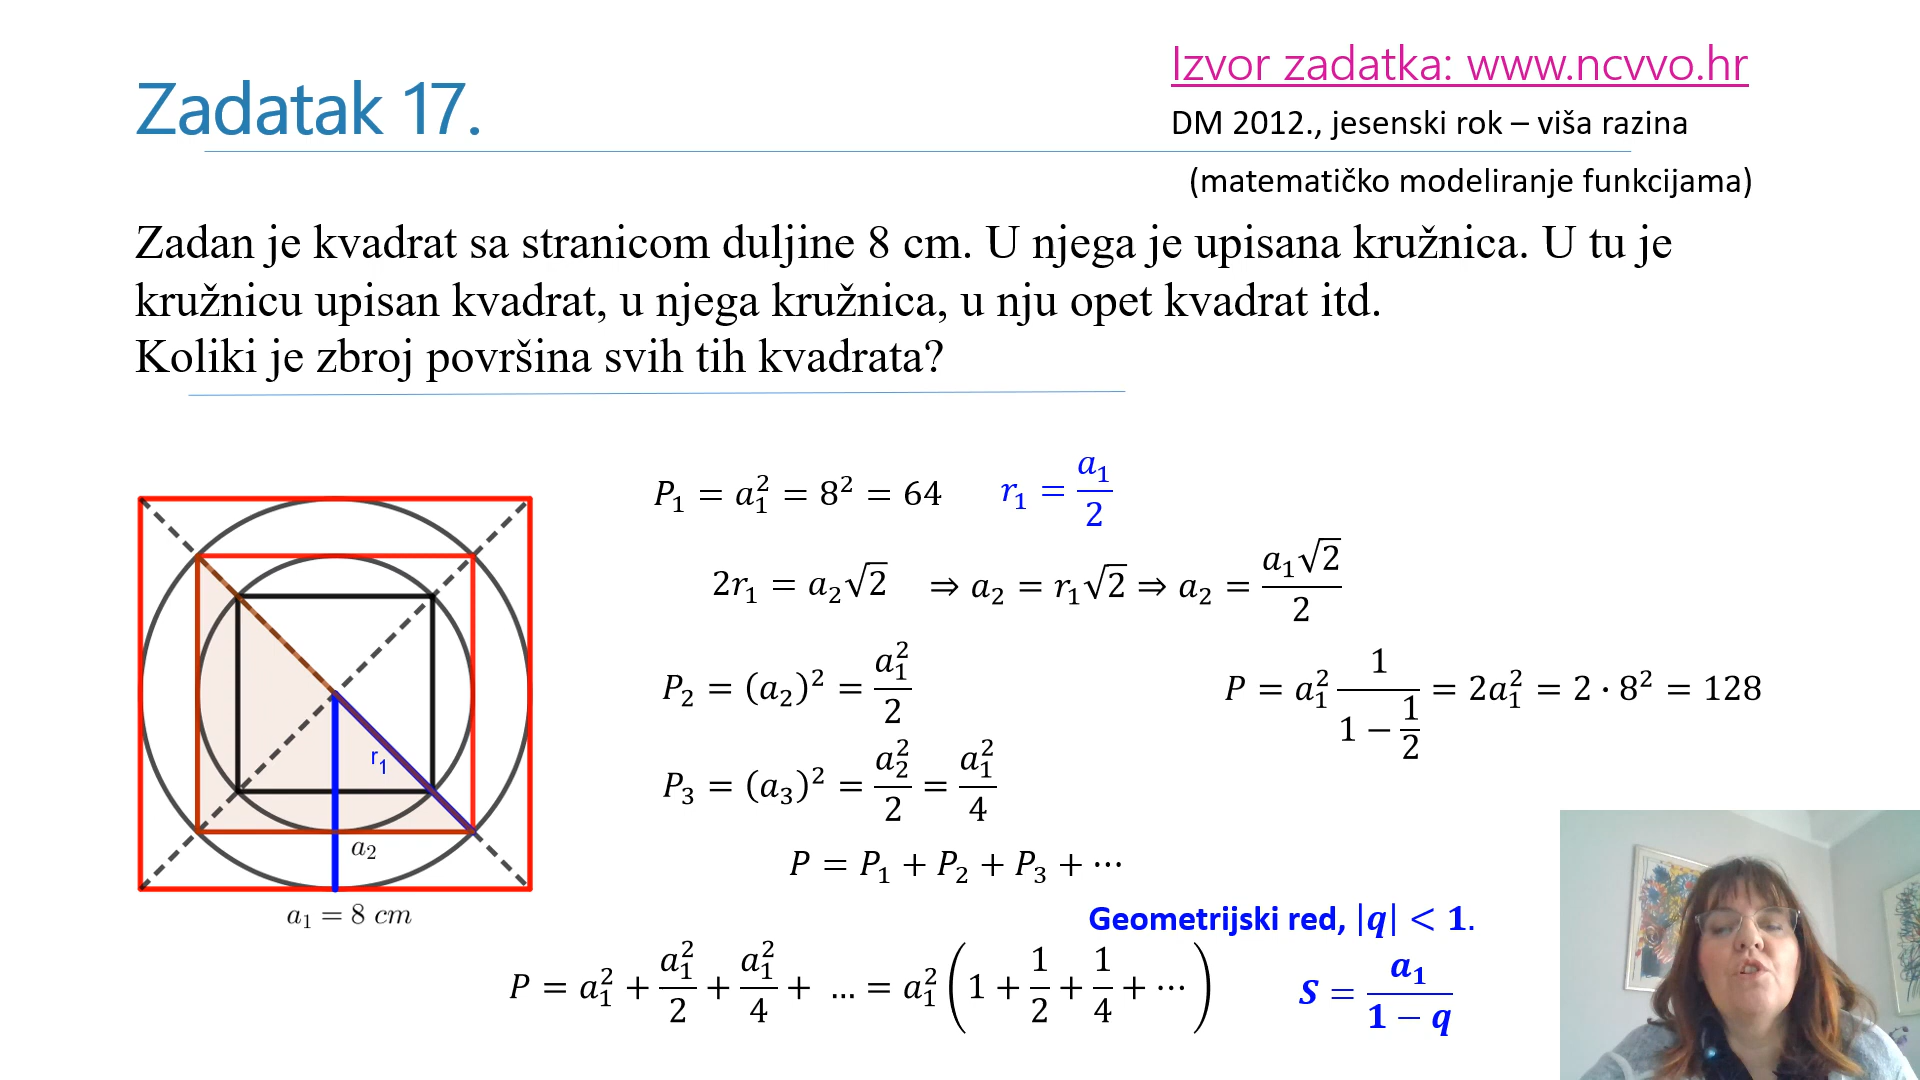 Zadatak 17.
Izvor zadatka: www.ncvvo.hr
DM 2012., jesenski rok – viša razina
(matematičko modeliranje funkcijama)
Zadan je kvadrat sa stranicom duljine 8 cm. U njega je upisana kružnica. U tu je
kružnicu upisan kvadrat, u njega kružnica, u nju opet kvadrat itd.
Koliki je zbroj površina svih tih kvadrata?
r₁
a₂
a₁ = 8 cm
P₁ = a₁² = 8² = 64
r₁ = a₁/2
2r₁ = a₂√2 ⇒ a₂ = r₁√2 ⇒ a₂ = a₁√2/2
P₂ = (a₂)² = a₁²/2
P = a₁² 1/(1 − 1/2) = 2a₁² = 2 · 8² = 128
P₃ = (a₃)² = a₂²/2 = a₁²/4
P = P₁ + P₂ + P₃ + ⋯
Geometrijski red, |q| < 1.
P = a₁² + a₁²/2 + a₁²/4 + ... = a₁² (1 + 1/2 + 1/4 + ⋯)
S = a₁/(1 − q)